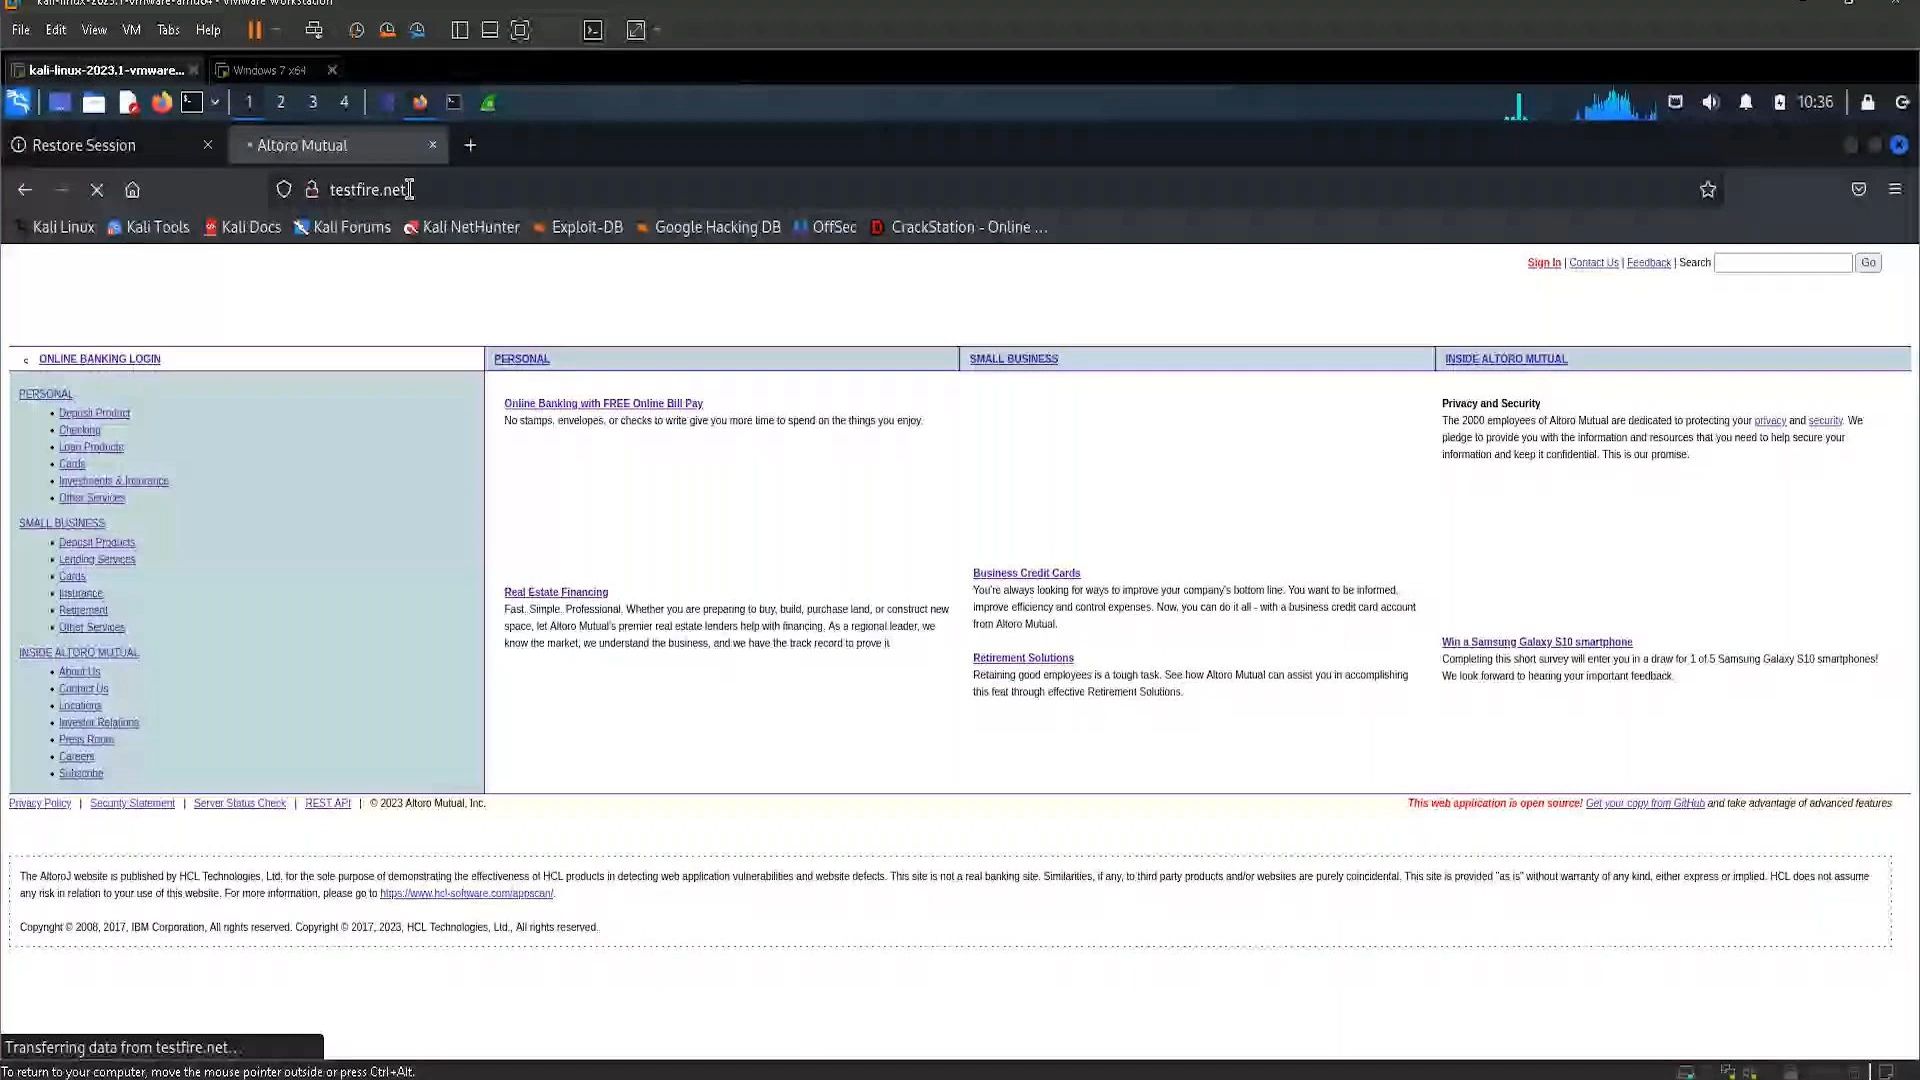 kali-linux-2023.1-vmware-amd64 - VMware Workstation
File Edit View VM Tabs Help
kali-linux-2023.1-vmware... Windows 7 x64
1 2 3 4 10:36
Restore Session Altoro Mutual
testfire.net
Kali Linux Kali Tools Kali Docs Kali Forums Kali NetHunter Exploit-DB Google Hacking DB OffSec CrackStation - Online ...
Sign In | Contact Us | Feedback | Search Go
ONLINE BANKING LOGIN PERSONAL SMALL BUSINESS INSIDE ALTORO MUTUAL
PERSONAL
Deposit Product
Checking
Loan Products
Cards
Investments & Insurance
Other Services
SMALL BUSINESS
Deposit Products
Lending Services
Cards
Insurance
Retirement
Other Services
INSIDE ALTORO MUTUAL
About Us
Contact Us
Locations
Investor Relations
Press Room
Careers
Subscribe
Online Banking with FREE Online Bill Pay
No stamps, envelopes, or checks to write give you more time to spend on the things you enjoy.
Real Estate Financing
Fast. Simple. Professional. Whether you are preparing to buy, build, purchase land, or construct new
space, let Altoro Mutual's premier real estate lenders help with financing. As a regional leader, we
know the market, we understand the business, and we have the track record to prove it
Business Credit Cards
You're always looking for ways to improve your company's bottom line. You want to be informed,
improve efficiency and control expenses. Now, you can do it all - with a business credit card account
from Altoro Mutual.
Retirement Solutions
Retaining good employees is a tough task. See how Altoro Mutual can assist you in accomplishing
this feat through effective Retirement Solutions.
Privacy and Security
The 2000 employees of Altoro Mutual are dedicated to protecting your privacy and security. We
pledge to provide you with the information and resources that you need to help secure your
information and keep it confidential. This is our promise.
Win a Samsung Galaxy S10 smartphone
Completing this short survey will enter you in a draw for 1 of 5 Samsung Galaxy S10 smartphones!
We look forward to hearing your important feedback.
Privacy Policy | Security Statement | Server Status Check | REST API | © 2023 Altoro Mutual, Inc.
This web application is open source! Get your copy from GitHub and take advantage of advanced features
The AltoroJ website is published by HCL Technologies, Ltd. for the sole purpose of demonstrating the effectiveness of HCL products in detecting web application vulnerabilities and website defects. This site is not a real banking site. Similarities, if any, to third party products and/or websites are purely coincidental. This site is provided "as is" without warranty of any kind, either express or implied. HCL does not assume
any risk in relation to your use of this website. For more information, please go to https://www.hcl-software.com/appscan/.
Copyright © 2008, 2017, IBM Corporation, All rights reserved. Copyright © 2017, 2023, HCL Technologies, Ltd., All rights reserved.
Transferring data from testfire.net...
To return to your computer, move the mouse pointer outside or press Ctrl+Alt.